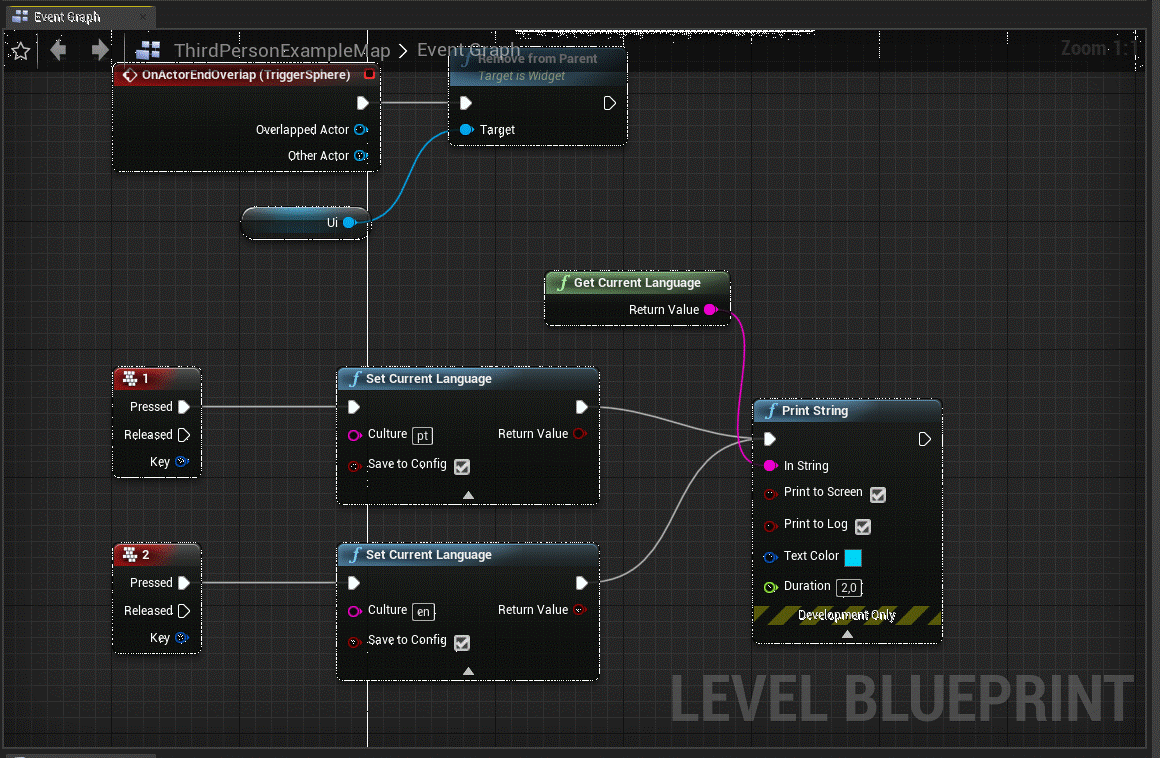 Event Graph
ThirdPersonExampleMap > Event Graph
Zoom 1:1
OnActorEndOverlap (TriggerSphere)
Overlapped Actor
Other Actor
Remove from Parent
Target is Widget
Target
Ui
Get Current Language
Return Value
1
Pressed
Released
Key
Set Current Language
Culture pt
Return Value
Save to Config
Print String
In String
Print to Screen
Print to Log
Text Color
Duration 2,0
Development Only
2
Pressed
Released
Key
Set Current Language
Culture en
Return Value
Save to Config
LEVEL BLUEPRINT